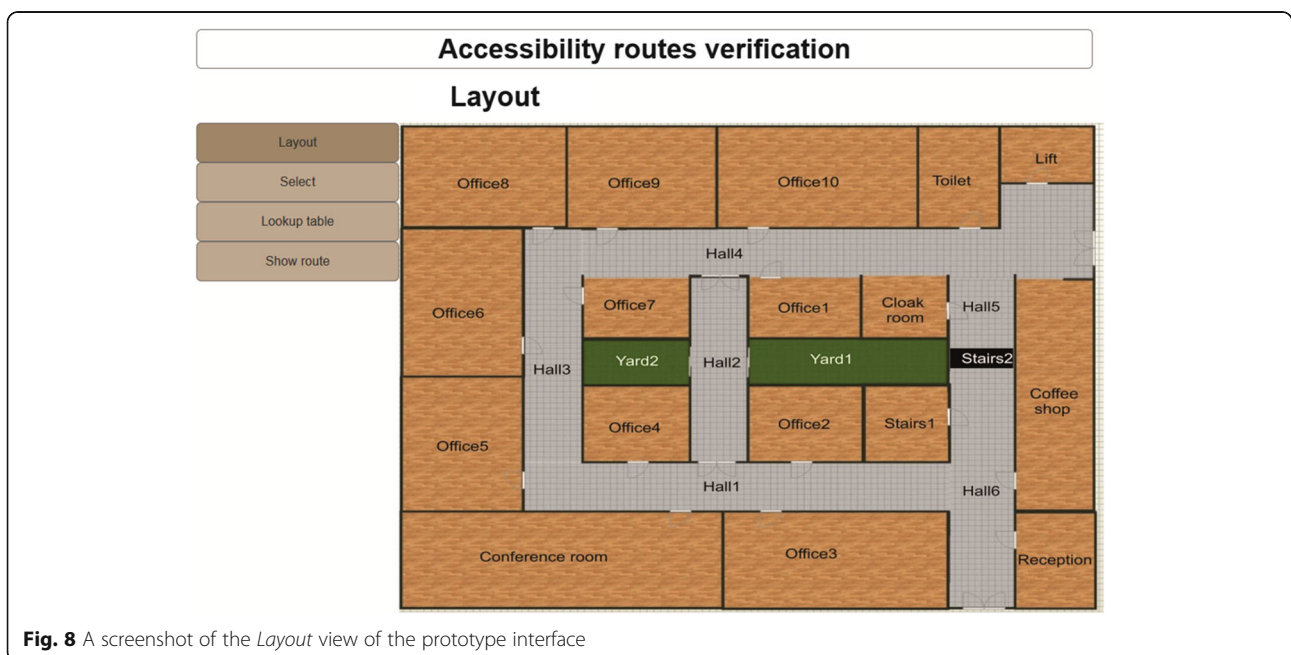 Accessibility routes verification
Layout
Layout
Select
Lookup table
Show route
Office8
Office9
Office10
Toilet
Lift
Hall4
Office6
Office7
Office1
Cloak
room
Hall5
Hall3
Yard2
Hall2
Yard1
Stairs2
Coffee
shop
Office5
Office4
Office2
Stairs1
Hall1
Hall6
Conference room
Office3
Reception
Fig. 8 A screenshot of the Layout view of the prototype interface